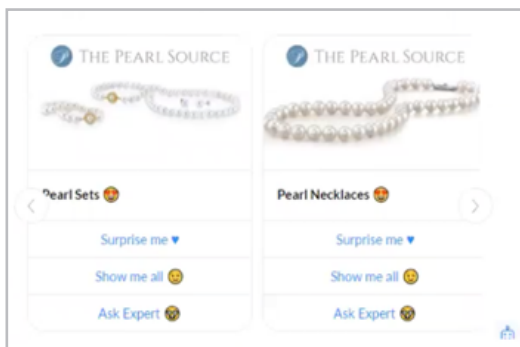 THE PEARL SOURCE
Pearl Sets 😍
Surprise me ♥
Show me all 😉
Ask Expert 🤓
THE PEARL SOURCE
Pearl Necklaces 😍
Surprise me ♥
Show me all 😉
Ask Expert 🤓